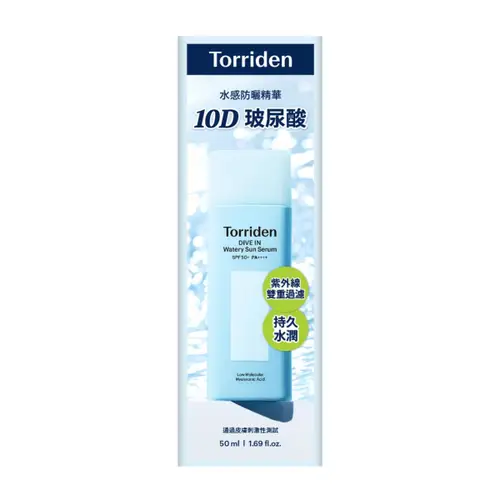 Torriden
水感防曬精華
10D 玻尿酸
Torriden
DIVE IN
Watery Sun Serum
SPF50+ PA++++
紫外線
雙重過濾
持久
水潤
Low Molecular
Hyaluronic Acid
通過皮膚刺激性測試
50 ml | 1.69 fl.oz.